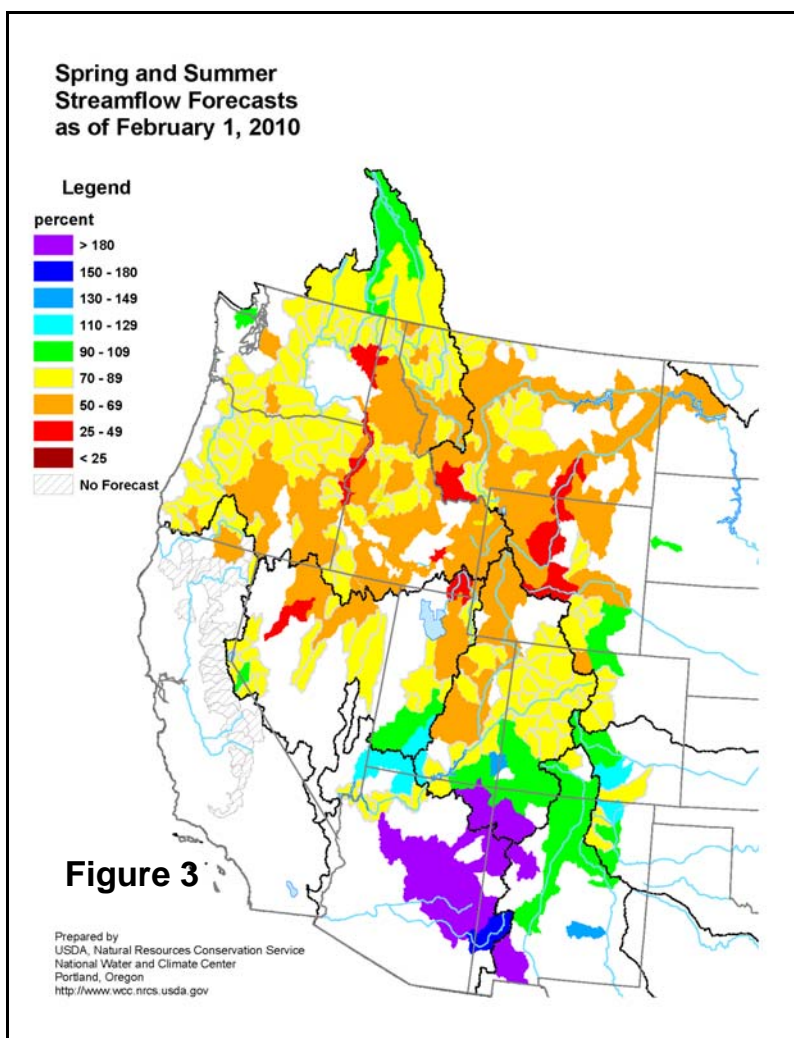 Spring and Summer
Streamflow Forecasts
as of February 1, 2010
Legend
percent
> 180
150 - 180
130 - 149
110 - 129
90 - 109
70 - 89
50 - 69
25 - 49
< 25
No Forecast
Figure 3
Prepared by
USDA, Natural Resources Conservation Service
National Water and Climate Center
Portland, Oregon
http://www.wcc.nrcs.usda.gov